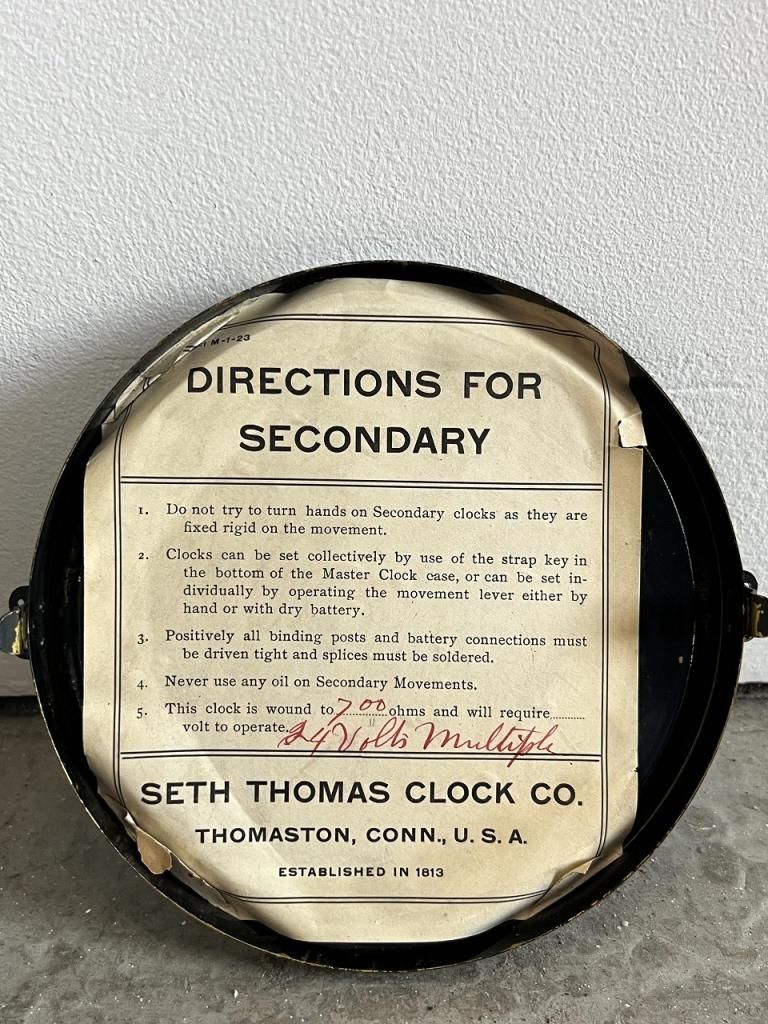 M-1-23
DIRECTIONS FOR
SECONDARY
1. Do not try to turn hands on Secondary clocks as they are
fixed rigid on the movement.
2. Clocks can be set collectively by use of the strap key in
the bottom of the Master Clock case, or can be set in-
dividually by operating the movement lever either by
hand or with dry battery.
3. Positively all binding posts and battery connections must
be driven tight and splices must be soldered.
4. Never use any oil on Secondary Movements.
5. This clock is wound to 700 ohms and will require
volt to operate. 24 Volts Multiple
SETH THOMAS CLOCK CO.
THOMASTON, CONN., U. S. A.
ESTABLISHED IN 1813